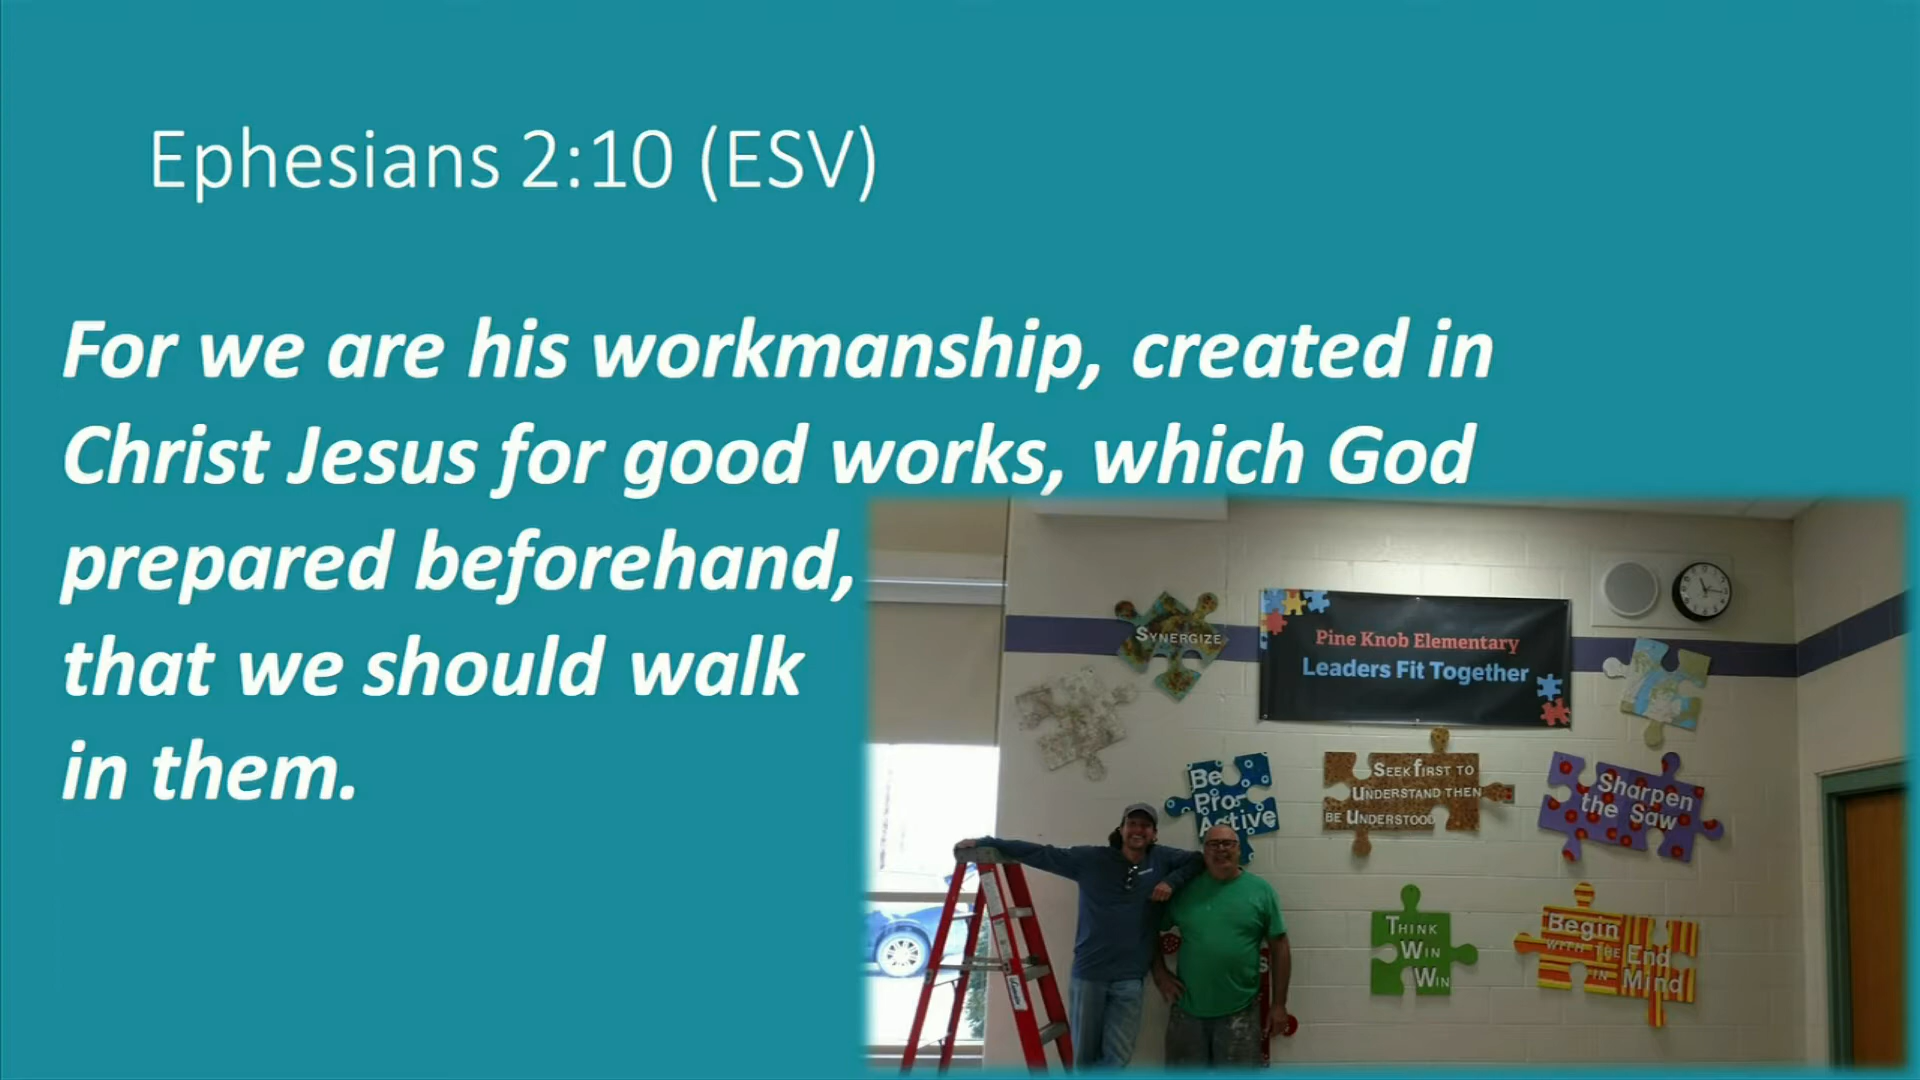 Ephesians 2:10 (ESV)
For we are his workmanship, created in
Christ Jesus for good works, which God
prepared beforehand,
that we should walk
in them.
SYNERGIZE
Pine Knob Elementary
Leaders Fit Together
Be
Pro-
Active
SEEK fIRST TO
UNDERSTAND THEN
BE UNDERSTOOD
Sharpen
the Saw
THINK
WIN
WIN
Begin
WITH THE End
IN Mind